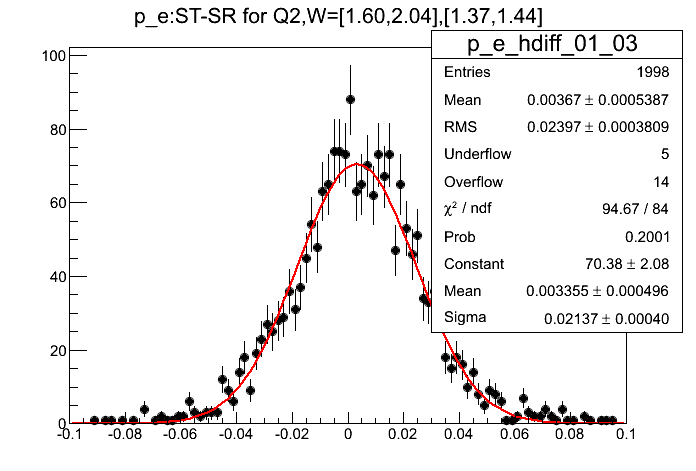 p_e:ST-SR for Q2,W=[1.60,2.04],[1.37,1.44]
p_e_hdiff_01_03
Entries 1998
Mean 0.00367 ± 0.0005387
RMS 0.02397 ± 0.0003809
Underflow 5
Overflow 14
χ² / ndf 94.67 / 84
Prob 0.2001
Constant 70.38 ± 2.08
Mean 0.003355 ± 0.000496
Sigma 0.02137 ± 0.00040
100
80
60
40
20
0
-0.1 -0.08 -0.06 -0.04 -0.02 0 0.02 0.04 0.06 0.08 0.1